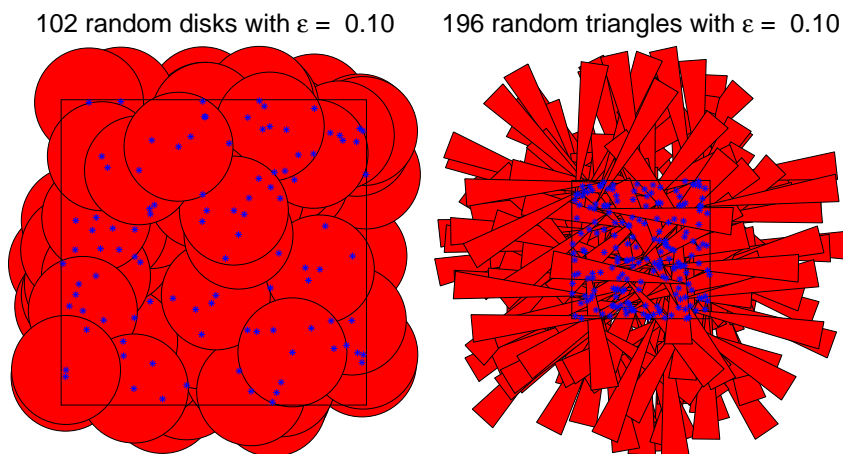 102 random disks with ε = 0.10
196 random triangles with ε = 0.10